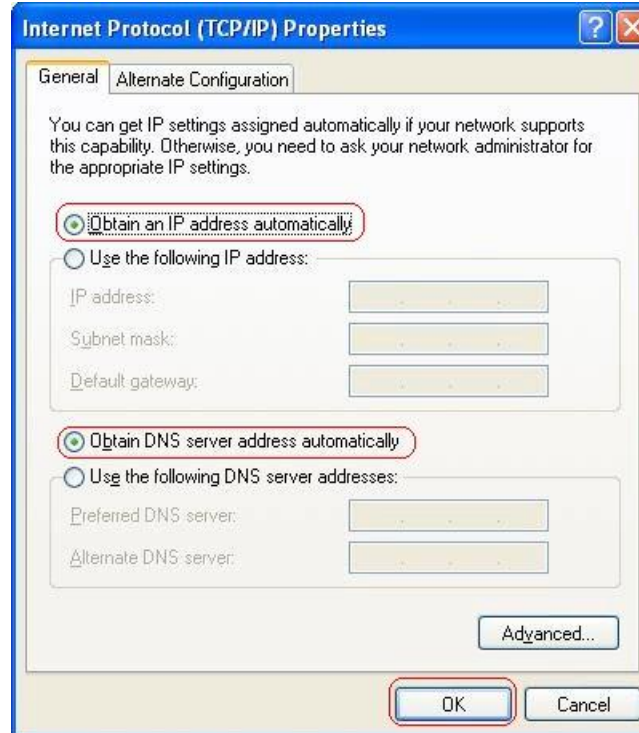 Internet Protocol (TCP/IP) Properties
General
Alternate Configuration
You can get IP settings assigned automatically if your network supports
this capability. Otherwise, you need to ask your network administrator for
the appropriate IP settings.
Obtain an IP address automatically
Use the following IP address:
IP address:
Subnet mask:
Default gateway:
Obtain DNS server address automatically
Use the following DNS server addresses:
Preferred DNS server:
Alternate DNS server:
Advanced...
OK
Cancel